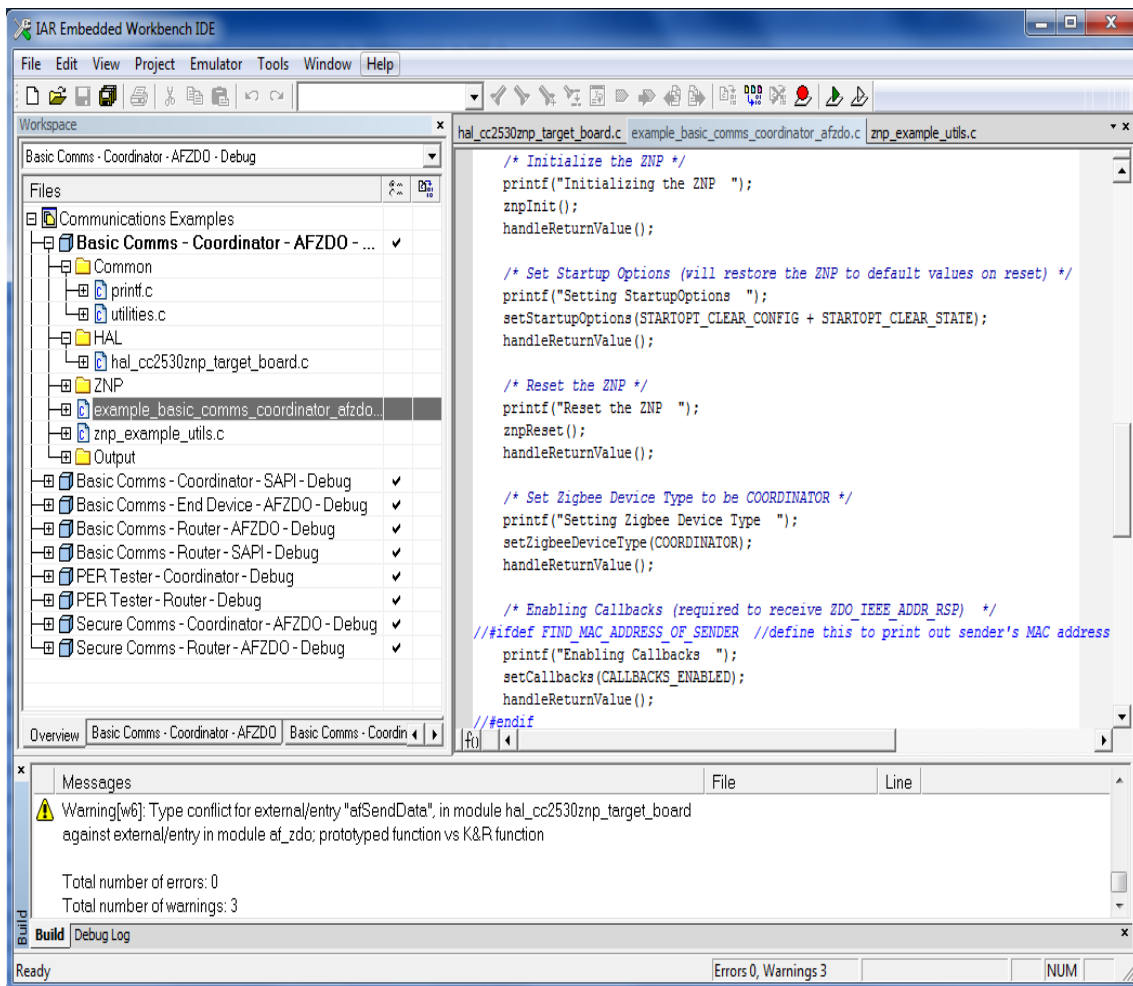 IAR Embedded Workbench IDE
File Edit View Project Emulator Tools Window Help
Workspace
Basic Comms - Coordinator - AFZDO - Debug
Files
Communications Examples
Basic Comms - Coordinator - AFZDO - ...
Common
printf.c
utilities.c
HAL
hal_cc2530znp_target_board.c
ZNP
example_basic_comms_coordinator_afzdo...
znp_example_utils.c
Output
Basic Comms - Coordinator - SAPI - Debug
Basic Comms - End Device - AFZDO - Debug
Basic Comms - Router - AFZDO - Debug
Basic Comms - Router - SAPI - Debug
PER Tester - Coordinator - Debug
PER Tester - Router - Debug
Secure Comms - Coordinator - AFZDO - Debug
Secure Comms - Router - AFZDO - Debug
Overview Basic Comms - Coordinator - AFZDO Basic Comms - Coordin
hal_cc2530znp_target_board.c example_basic_comms_coordinator_afzdo.c znp_example_utils.c
/* Initialize the ZNP */
printf("Initializing the ZNP  ");
znpInit();
handleReturnValue();
/* Set Startup Options (will restore the ZNP to default values on reset) */
printf("Setting StartupOptions  ");
setStartupOptions(STARTOPT_CLEAR_CONFIG + STARTOPT_CLEAR_STATE);
handleReturnValue();
/* Reset the ZNP */
printf("Reset the ZNP  ");
znpReset();
handleReturnValue();
/* Set Zigbee Device Type to be COORDINATOR */
printf("Setting Zigbee Device Type  ");
setZigbeeDeviceType(COORDINATOR);
handleReturnValue();
/* Enabling Callbacks (required to receive ZDO_IEEE_ADDR_RSP)  */
//#ifdef FIND_MAC_ADDRESS_OF_SENDER  //define this to print out sender's MAC address
printf("Enabling Callbacks  ");
setCallbacks(CALLBACKS_ENABLED);
handleReturnValue();
//#endif
f()
Messages File Line
Warning[w6]: Type conflict for external/entry "afSendData", in module hal_cc2530znp_target_board
against external/entry in module af_zdo; prototyped function vs K&R function
Total number of errors: 0
Total number of warnings: 3
Build
Build Debug Log
Ready Errors 0, Warnings 3 NUM